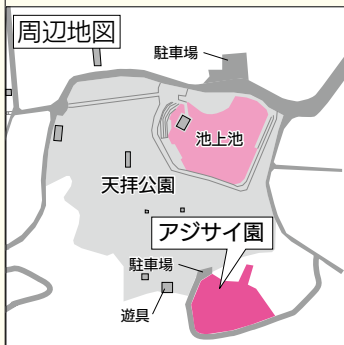 周辺地図
駐車場
池上池
天拝公園
アジサイ園
駐車場
遊具